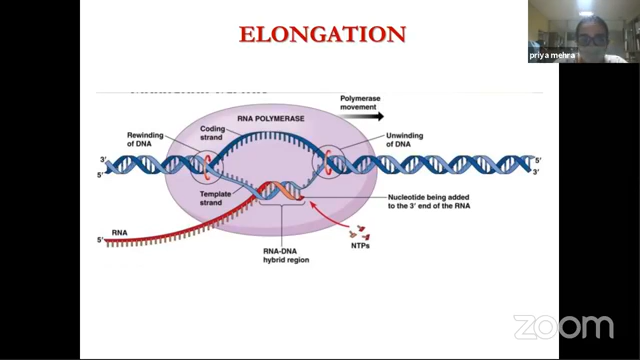 ELONGATION
priya mehra
Polymerase
movement
RNA POLYMERASE
Coding
strand
Rewinding
of DNA
Unwinding
of DNA
3'
5'
5'
3'
Template
strand
Nucleotide being added
to the 3' end of the RNA
RNA
5'
NTPs
RNA-DNA
hybrid region
zoom